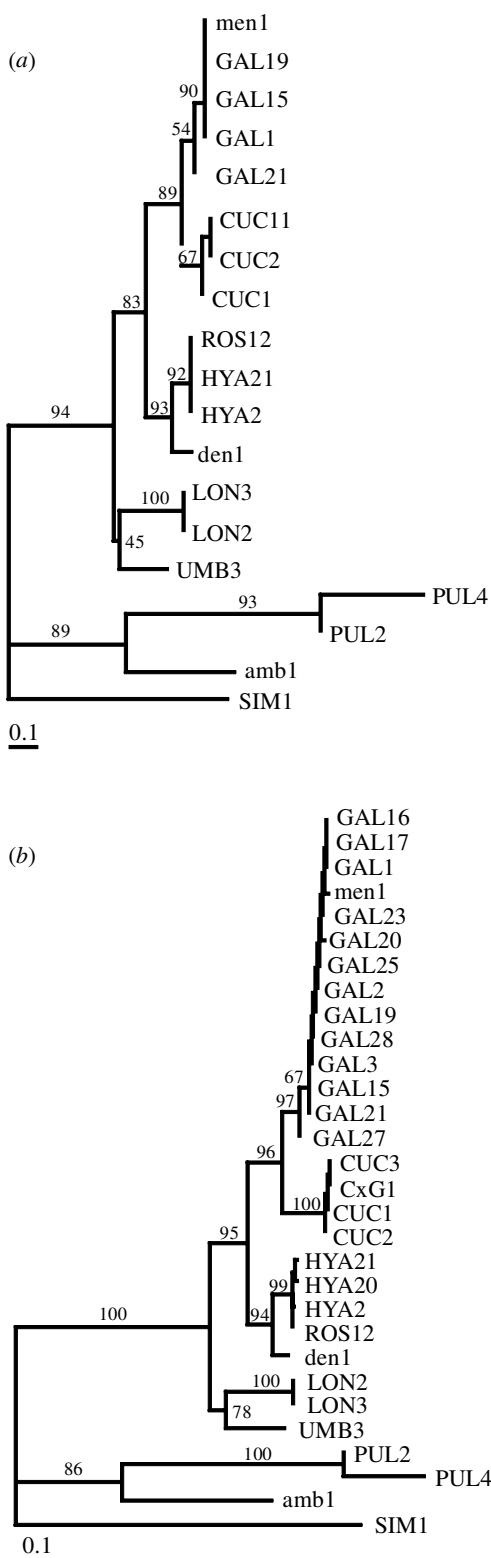 men1
(a)
GAL19
90
GAL15
54
GAL1
89
GAL21
CUC11
67
CUC2
CUC1
83
ROS12
92
HYA21
93
HYA2
den1
94
100
LON3
LON2
45
UMB3
93
PUL4
PUL2
89
amb1
SIM1
0.1
GAL16
GAL17
(b)
GAL1
men1
GAL23
GAL20
GAL25
GAL2
GAL19
GAL28
GAL3
67
GAL15
97
GAL21
GAL27
96
CUC3
CxG1
100
CUC1
CUC2
95
HYA21
99
HYA20
HYA2
94
ROS12
den1
100
100
LON2
LON3
78
UMB3
100
PUL2
86
PUL4
amb1
SIM1
0.1